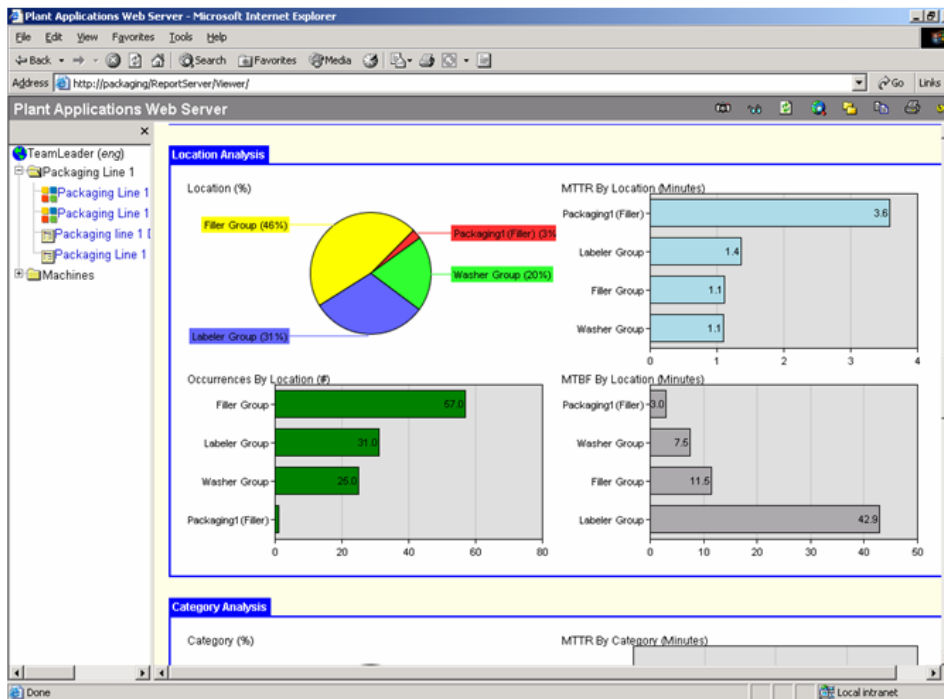 Plant Applications Web Server - Microsoft Internet Explorer
File Edit View Favorites Tools Help
Back Search Favorites Media
Address http://packaging/ReportServer/Viewer/ Go Links
Plant Applications Web Server
TeamLeader (eng)
Packaging Line 1
Packaging Line 1
Packaging Line 1
Packaging line 1
Packaging Line 1
Machines
Location Analysis
Location (%)
Filler Group (46%)
Packaging1 (Filler) (3%
Washer Group (20%)
Labeler Group (31%)
MTTR By Location (Minutes)
Packaging1 (Filler) 3.6
Labeler Group 1.4
Filler Group 1.1
Washer Group 1.1
0 1 2 3 4
Occurrences By Location (#)
Filler Group 57.0
Labeler Group 31.0
Washer Group 25.0
Packaging1 (Filler)
0 20 40 60 80
MTBF By Location (Minutes)
Packaging1 (Filler) 3.0
Washer Group 7.5
Filler Group 11.5
Labeler Group 42.9
0 10 20 30 40 50
Category Analysis
Category (%)
MTTR By Category (Minutes)
Done Local intranet